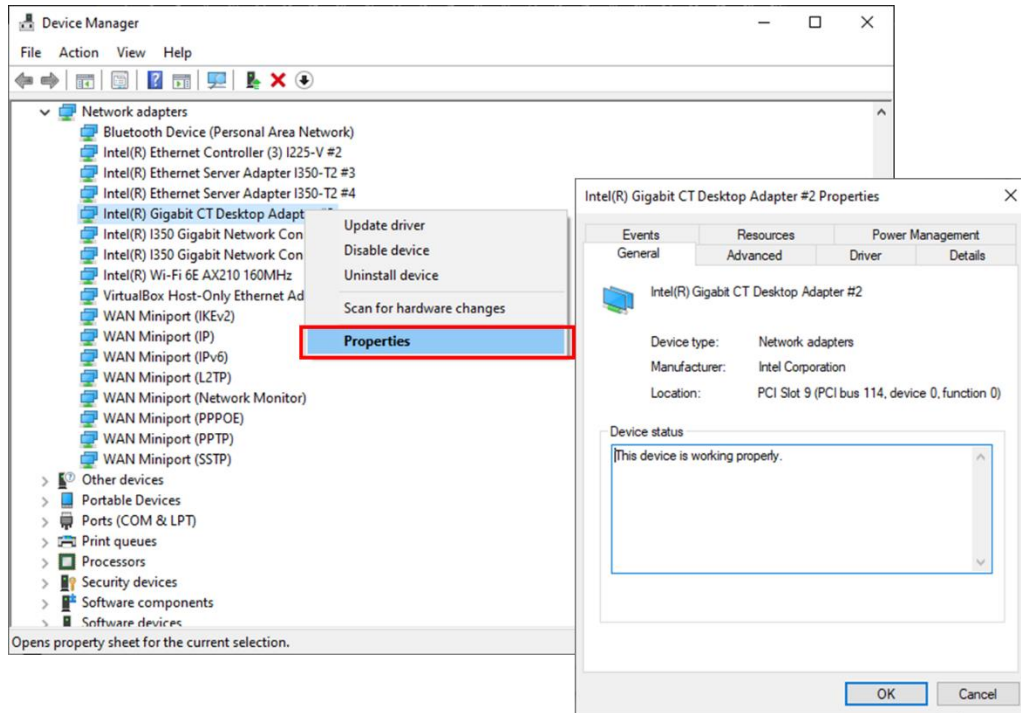 Device Manager
File Action View Help
Network adapters
Bluetooth Device (Personal Area Network)
Intel(R) Ethernet Controller (3) I225-V #2
Intel(R) Ethernet Server Adapter I350-T2 #3
Intel(R) Ethernet Server Adapter I350-T2 #4
Intel(R) Gigabit CT Desktop Adapt
Intel(R) I350 Gigabit Network Con
Intel(R) I350 Gigabit Network Con
Intel(R) Wi-Fi 6E AX210 160MHz
VirtualBox Host-Only Ethernet Ad
WAN Miniport (IKEv2)
WAN Miniport (IP)
WAN Miniport (IPv6)
WAN Miniport (L2TP)
WAN Miniport (Network Monitor)
WAN Miniport (PPPOE)
WAN Miniport (PPTP)
WAN Miniport (SSTP)
Other devices
Portable Devices
Ports (COM & LPT)
Print queues
Processors
Security devices
Software components
Software devices
Opens property sheet for the current selection.
Update driver
Disable device
Uninstall device
Scan for hardware changes
Properties
Intel(R) Gigabit CT Desktop Adapter #2 Properties
Events Resources Power Management
General Advanced Driver Details
Intel(R) Gigabit CT Desktop Adapter #2
Device type: Network adapters
Manufacturer: Intel Corporation
Location: PCI Slot 9 (PCI bus 114, device 0, function 0)
Device status
This device is working properly.
OK Cancel